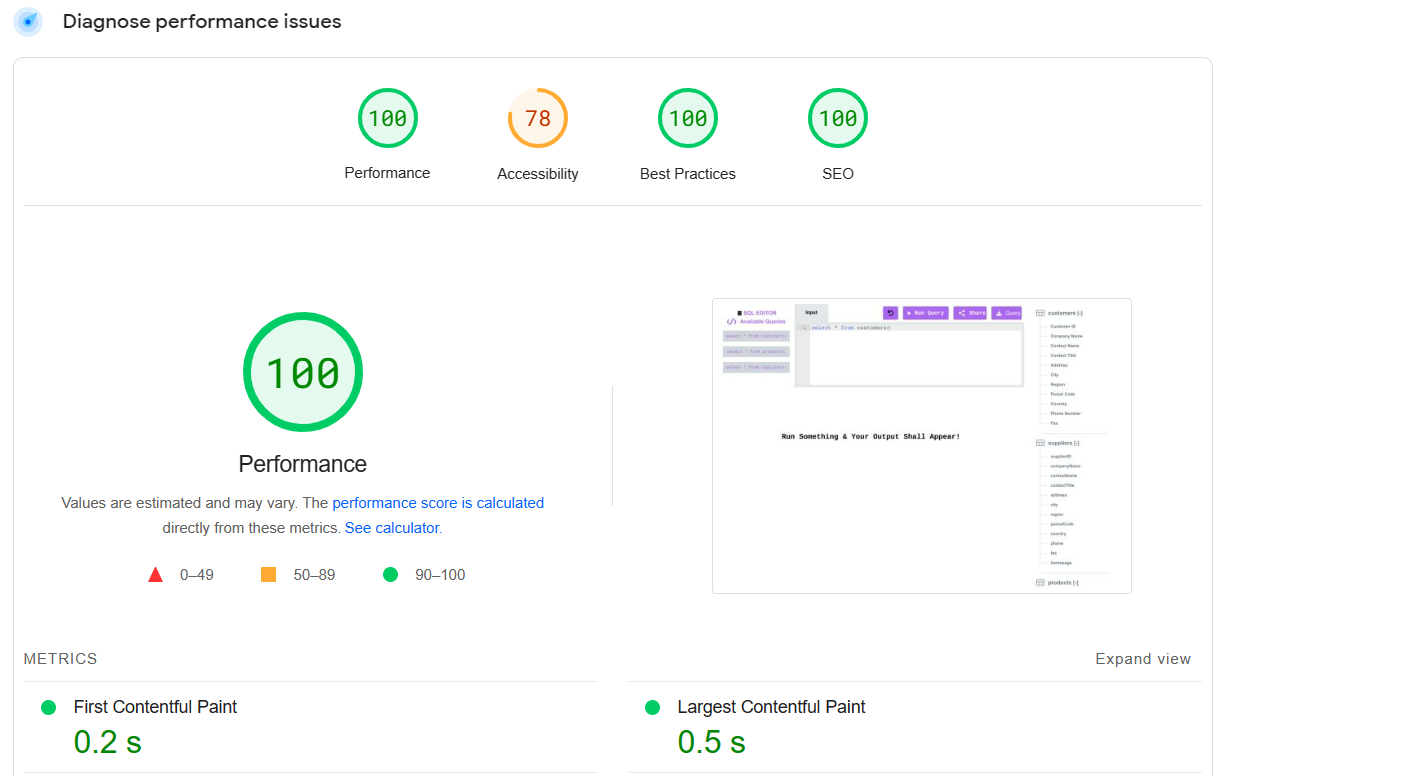 Diagnose performance issues
100
78
100
100
Performance
Accessibility
Best Practices
SEO
100
Performance
Values are estimated and may vary. The performance score is calculated
directly from these metrics. See calculator.
0–49
50–89
90–100
SQL EDITOR
</> Available Queries
select * from customers;
select * from products;
select * from suppliers;
Input
Run Query
Share
Query
1 select * from customers;
Run Something & Your Output Shall Appear!
customers [-]
Customer ID
Company Name
Contact Name
Contact Title
Address
City
Region
Postal Code
Country
Phone Number
Fax
suppliers [-]
supplierID
companyName
contactName
contactTitle
address
city
region
postalCode
country
phone
fax
homepage
products [-]
METRICS
Expand view
First Contentful Paint
0.2 s
Largest Contentful Paint
0.5 s